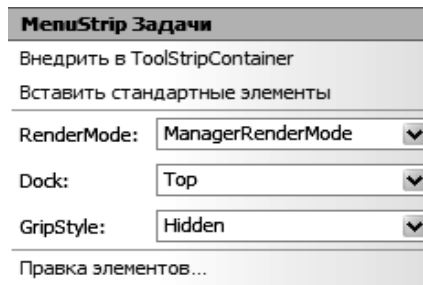 MenuStrip Задачи
Внедрить в ToolStripContainer
Вставить стандартные элементы
RenderMode: ManagerRenderMode
Dock: Top
GripStyle: Hidden
Правка элементов...